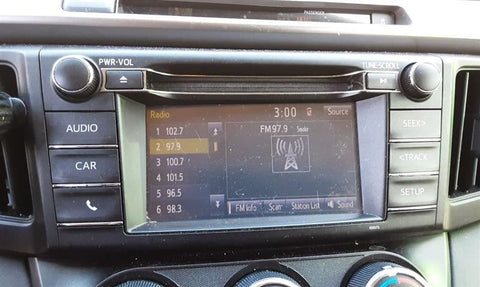 PASSENGER
PWR•VOL
TUNE•SCROLL
Radio 3:00 Source
AUDIO
CAR
1 102.7
2 97.9
3 100.7
4 101.5
5 96.5
6 98.3
FM 97.9
FM Info Scan Station List Sound
SEEK>
<TRACK
SETUP